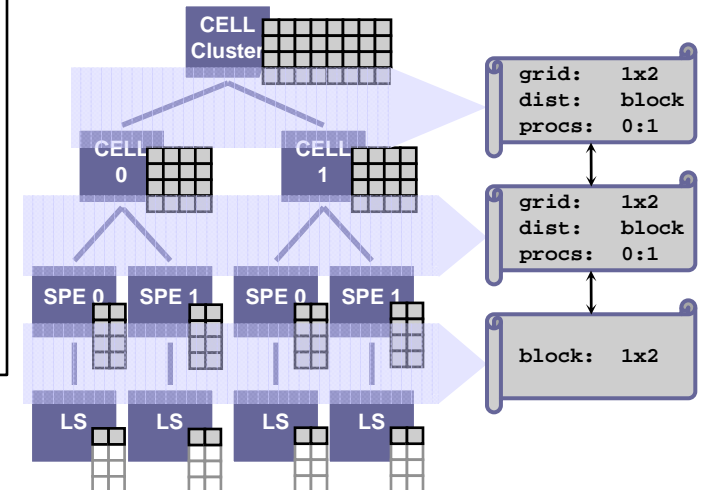 CELL
Cluster
grid: 1x2
dist: block
procs: 0:1
CELL
0
CELL
1
grid: 1x2
dist: block
procs: 0:1
SPE 0
SPE 1
SPE 0
SPE 1
block: 1x2
LS
LS
LS
LS